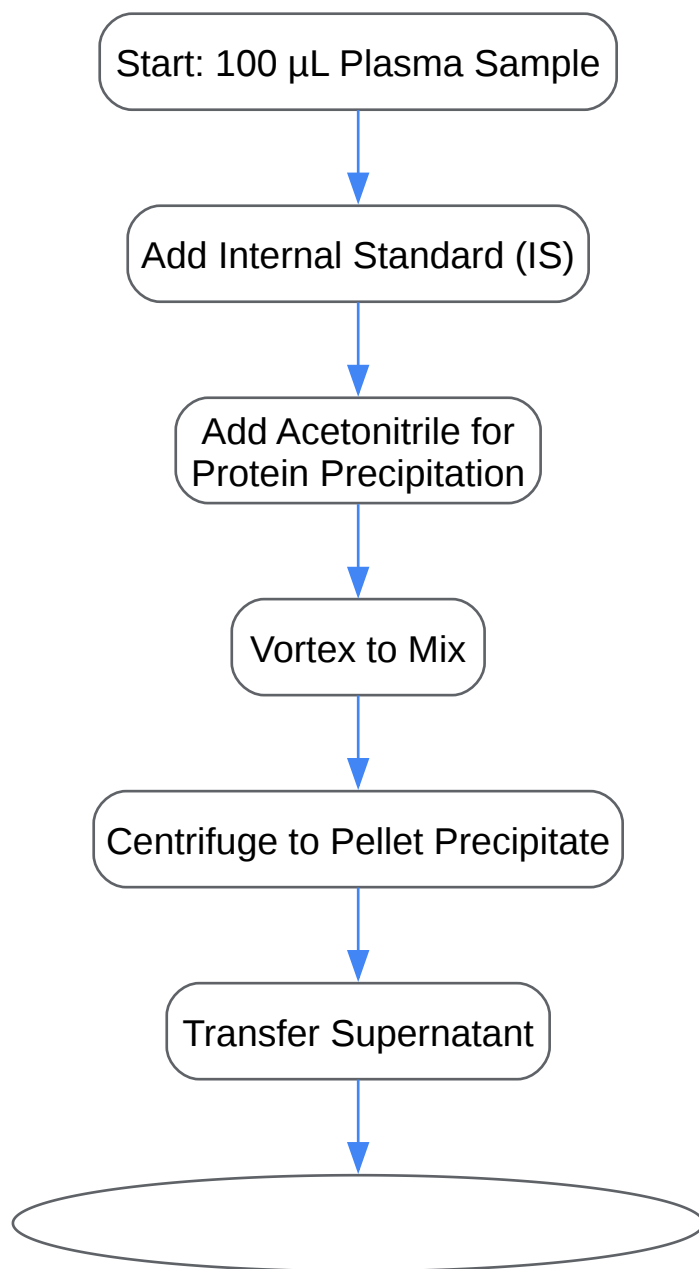 Start: 100 µL Plasma Sample
Add Internal Standard (IS)
Add Acetonitrile for
Protein Precipitation
Vortex to Mix
Centrifuge to Pellet Precipitate
Transfer Supernatant